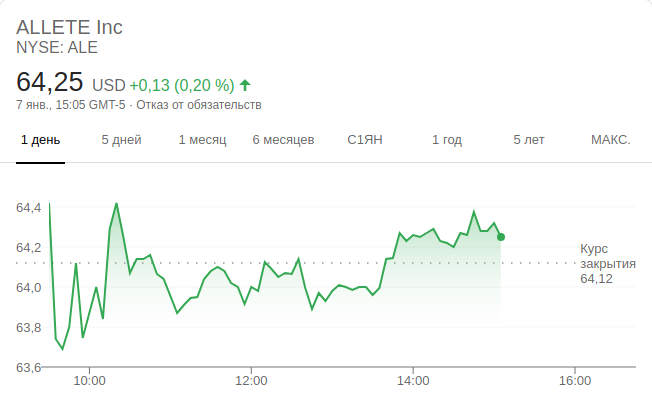 ALLETE Inc
NYSE: ALE
64,25 USD +0,13 (0,20 %)
7 янв., 15:05 GMT-5 · Отказ от обязательств
1 день 5 дней 1 месяц 6 месяцев С1ЯН 1 год 5 лет МАКС.
64,4
64,2
64,0
63,8
63,6
Курс
закрытия
64,12
10:00 12:00 14:00 16:00